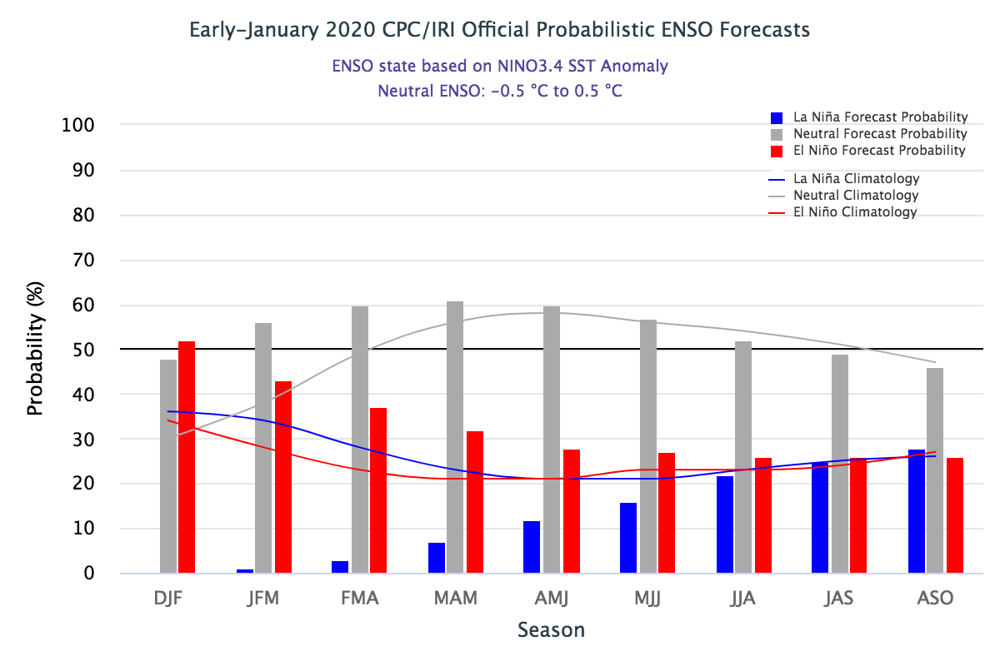 Early-January 2020 CPC/IRI Official Probabilistic ENSO Forecasts
ENSO state based on NINO3.4 SST Anomaly
Neutral ENSO: -0.5 °C to 0.5 °C
La Niña Forecast Probability
Neutral Forecast Probability
El Niño Forecast Probability
La Niña Climatology
Neutral Climatology
El Niño Climatology
Probability (%)
100
90
80
70
60
50
40
30
20
10
0
DJF JFM FMA MAM AMJ MJJ JJA JAS ASO
Season